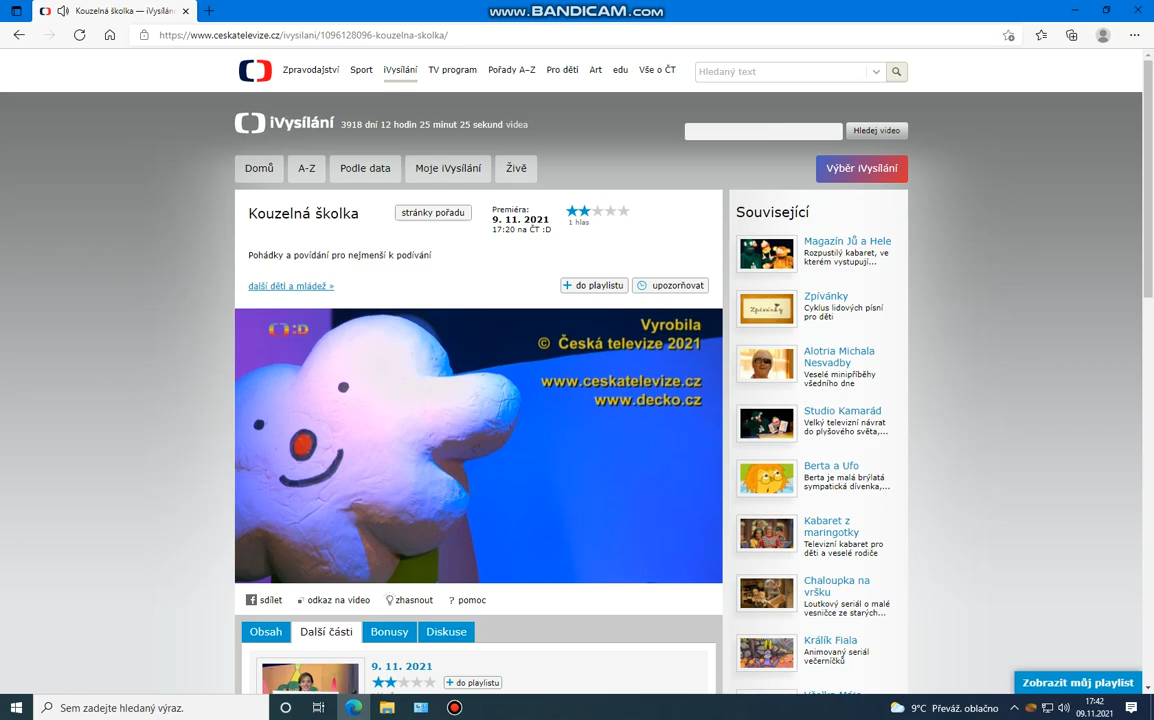 www.BANDICAM.com
Kouzelná školka — iVysílán
https://www.ceskatelevize.cz/ivysilani/1096128096-kouzelna-skolka/
Zpravodajství Sport iVysílání TV program Pořady A–Z Pro děti Art edu Vše o ČT
Hledaný text
iVysílání 3918 dní 12 hodin 25 minut 25 sekund videa
Hledej video
Domů A-Z Podle data Moje iVysílání Živě
Výběr iVysílání
Kouzelná školka
stránky pořadu
Premiéra:
9. 11. 2021
17:20 na ČT :D
1 hlas
Pohádky a povídání pro nejmenší k podívání
další děti a mládež »
+ do playlistu
upozorňovat
:D
Vyrobila
© Česká televize 2021
www.ceskatelevize.cz
www.decko.cz
sdílet odkaz na video zhasnout ? pomoc
Obsah Další části Bonusy Diskuse
9. 11. 2021
+ do playlistu
Související
Magazín Jů a Hele
Rozpustilý kabaret, ve
kterém vystupují...
Zpívánky
Zpívánky
Cyklus lidových písní
pro děti
Alotria Michala
Nesvadby
Veselé minipříběhy
všedního dne
Studio Kamarád
Velký televizní návrat
do plyšového světa,...
Berta a Ufo
Berta je malá brýlatá
sympatická dívenka,...
Kabaret z
maringotky
Televizní kabaret pro
děti a veselé rodiče
Chaloupka na
vršku
Loutkový seriál o malé
vesničce ze starých...
Králík Fiala
Animovaný seriál
večerníčků
Zobrazit můj playlist
Sem zadejte hledaný výraz.
9°C Převáž. oblačno
17:42
09.11.2021